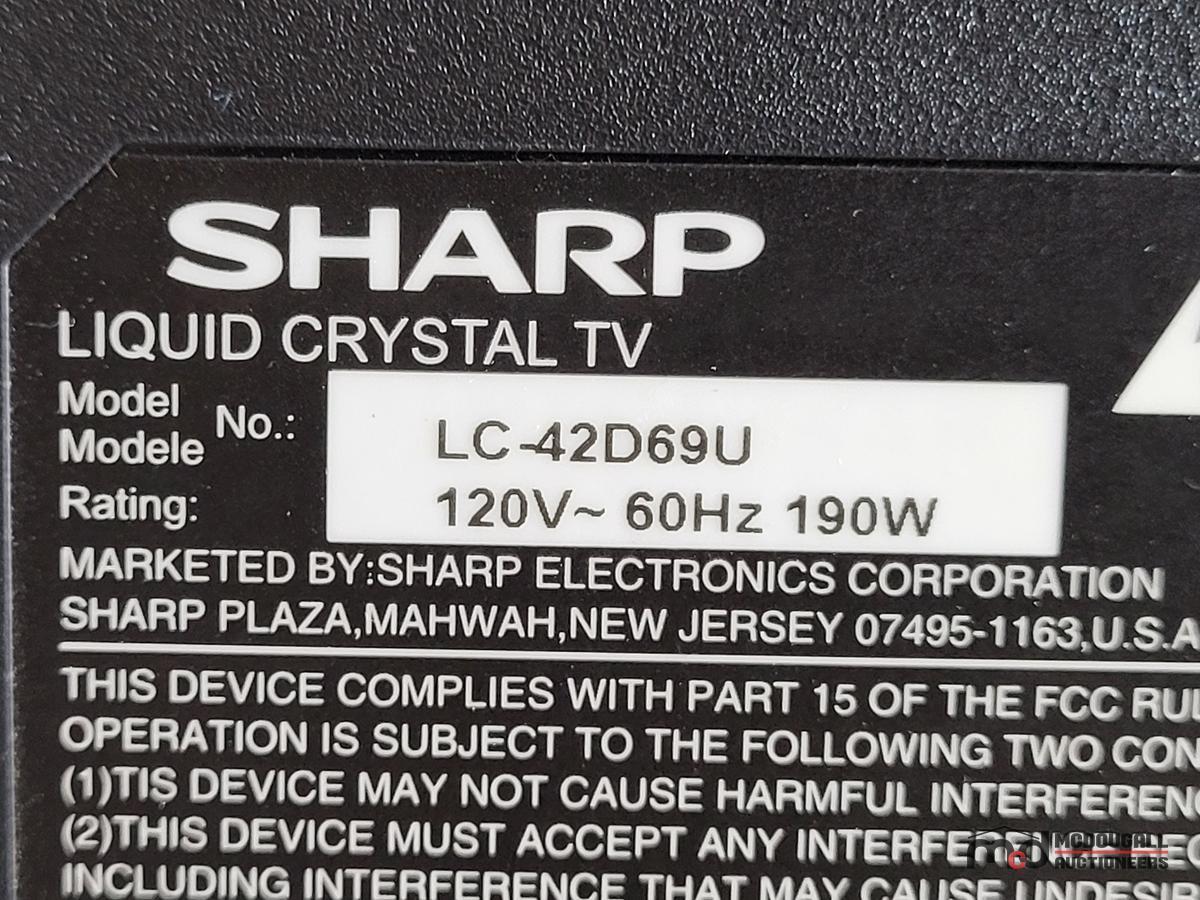 SHARP
LIQUID CRYSTAL TV
Model
Modele No.:
LC-42D69U
Rating: 120V~ 60Hz 190W
MARKETED BY:SHARP ELECTRONICS CORPORATION
SHARP PLAZA,MAHWAH,NEW JERSEY 07495-1163,U.S.A
THIS DEVICE COMPLIES WITH PART 15 OF THE FCC
OPERATION IS SUBJECT TO THE FOLLOWING TWO
(1)TIS DEVICE MAY NOT CAUSE HARMFUL
(2)THIS DEVICE MUST ACCEPT ANY
INCLUDING INTERFERENCE THAT MAY CAUSE
mcd MCDOUGALL
AUCTIONEERS